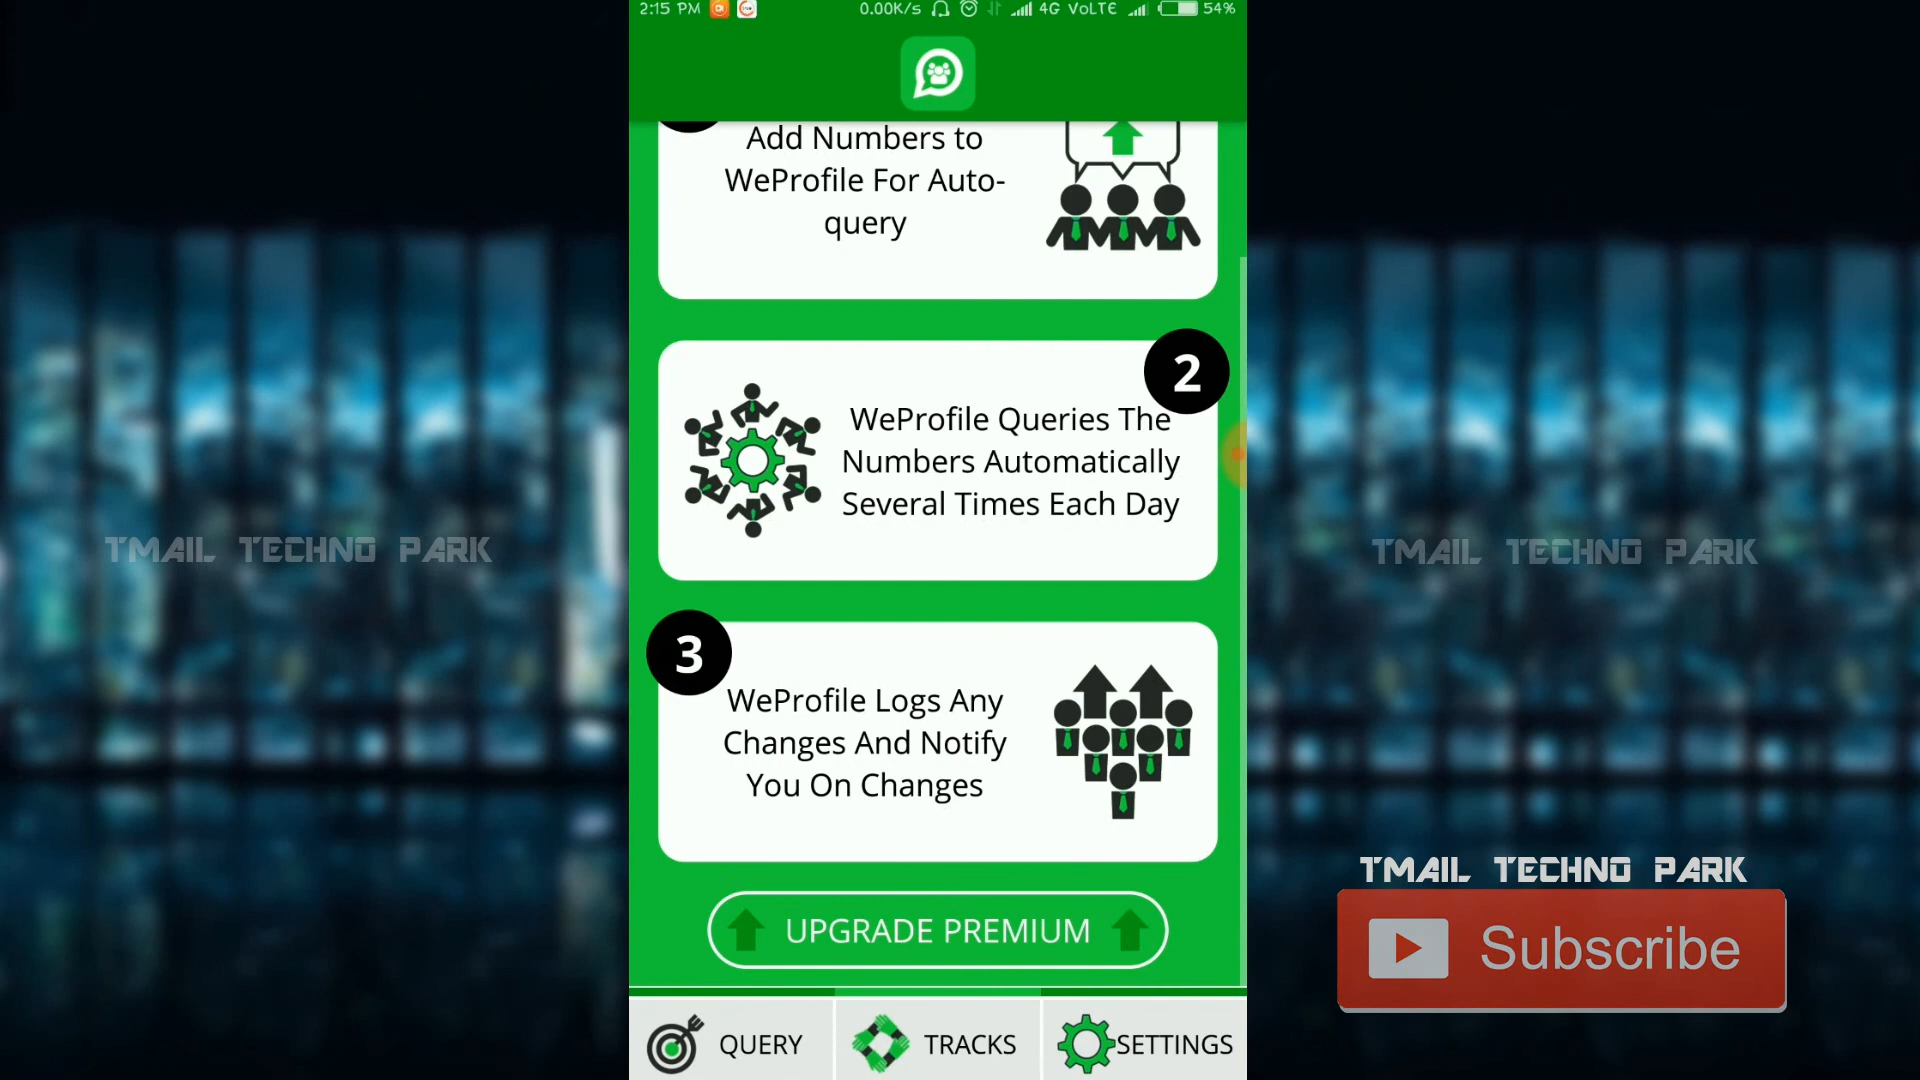 2:15 PM
0.00K/s
4G VoLTE
54%
Add Numbers to
WeProfile For Auto-
query
2
WeProfile Queries The
Numbers Automatically
Several Times Each Day
3
WeProfile Logs Any
Changes And Notify
You On Changes
UPGRADE PREMIUM
QUERY
TRACKS
SETTINGS
TMAIL TECHNO PARK
TMAIL TECHNO PARK
TMAIL TECHNO PARK
Subscribe